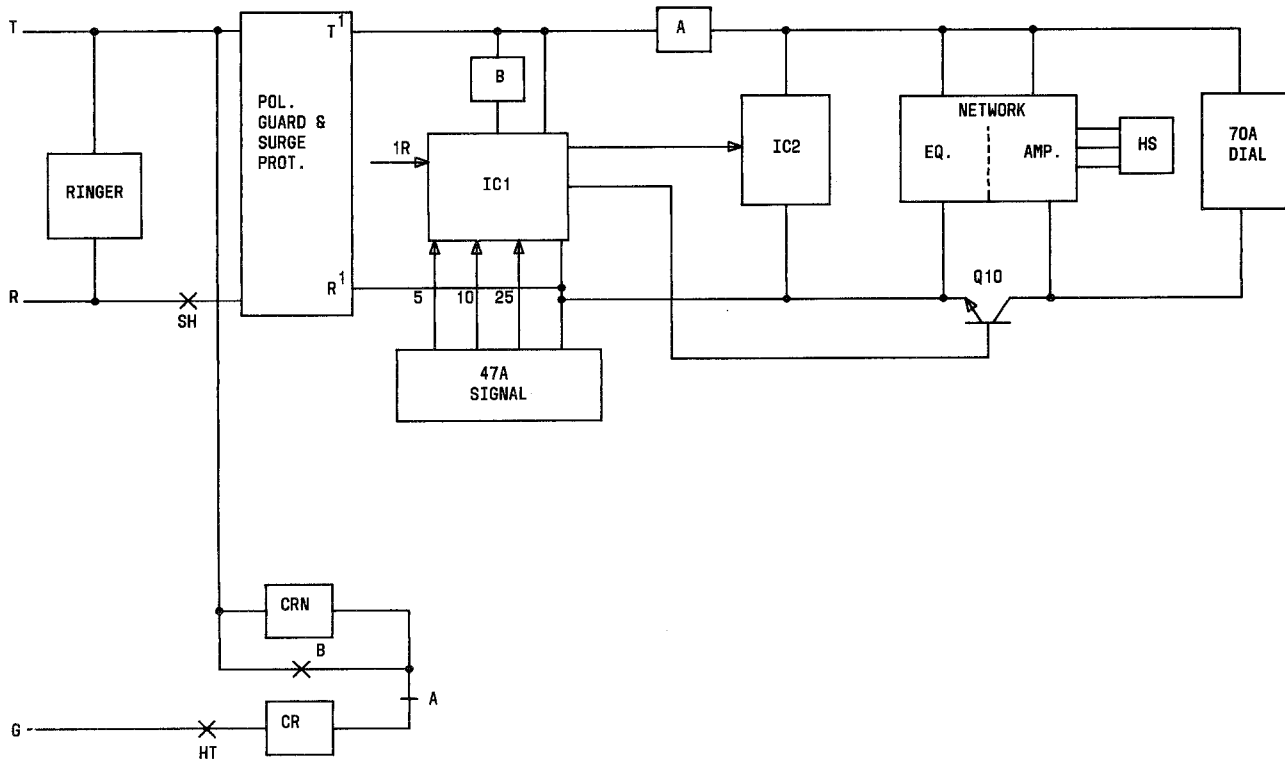 T
R
G
RINGER
SH
POL.
GUARD &
SURGE
PROT.
T1
R1
B
1R
IC1
5
10
25
47A
SIGNAL
A
IC2
NETWORK
EQ.
AMP.
HS
70A
DIAL
Q10
CRN
B
A
CR
HT